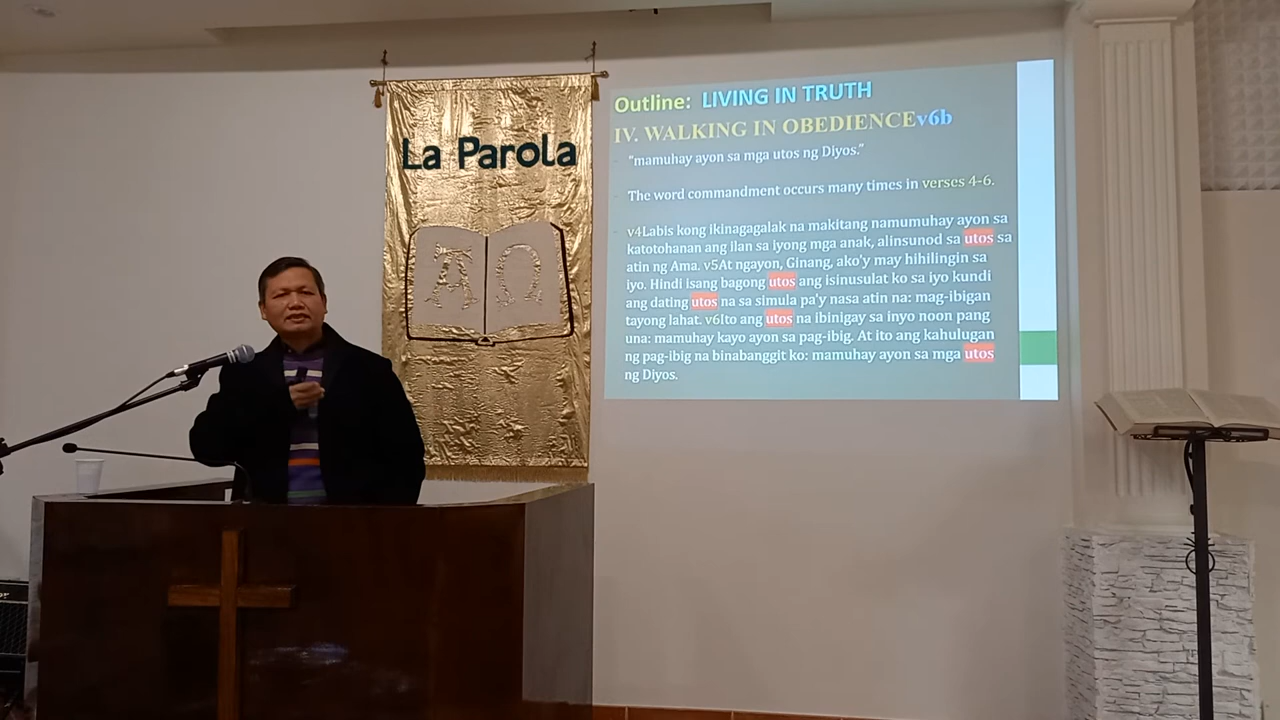 La Parola
Α Ω
Outline: LIVING IN TRUTH
IV. WALKING IN OBEDIENCEv6b
"mamuhay ayon sa mga utos ng Diyos."
The word commandment occurs many times in verses 4-6.
v4Labis kong ikinagagalak na makitang namumuhay ayon sa
katotohanan ang ilan sa iyong mga anak, alinsunod sa utos sa
atin ng Ama. v5At ngayon, Ginang, ako'y may hihilingin sa
iyo. Hindi isang bagong utos ang isinusulat ko sa iyo kundi
ang dating utos na sa simula pa'y nasa atin na: mag-ibigan
tayong lahat. v6Ito ang utos na ibinigay sa inyo noon pang
una: mamuhay kayo ayon sa pag-ibig. At ito ang kahulugan
ng pag-ibig na binabanggit ko: mamuhay ayon sa mga utos
ng Diyos.